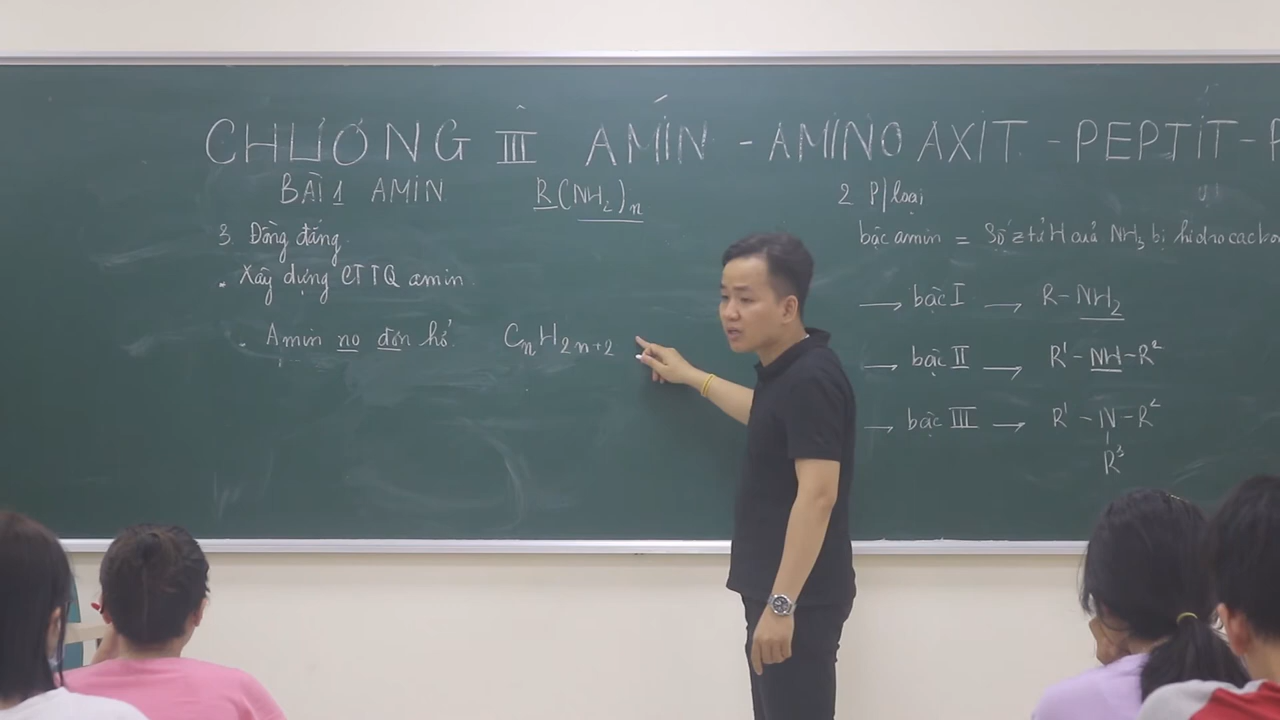 CHƯƠNG III AMIN - AMINO AXIT - PEPTIT - P
BÀI 1 AMIN
R(NH₂)ₙ
3. Đồng đẳng.
. Xây dựng CTTQ amin.
. Amin no đơn hở. CₙH₂ₙ₊₂
2 P/loại
bậc amin = Số ztử H của NH₃ bị hiđrocacbon
→ bậc I → R-NH₂
→ bậc II → R¹-NH-R²
→ bậc III → R¹-N-R²
R³